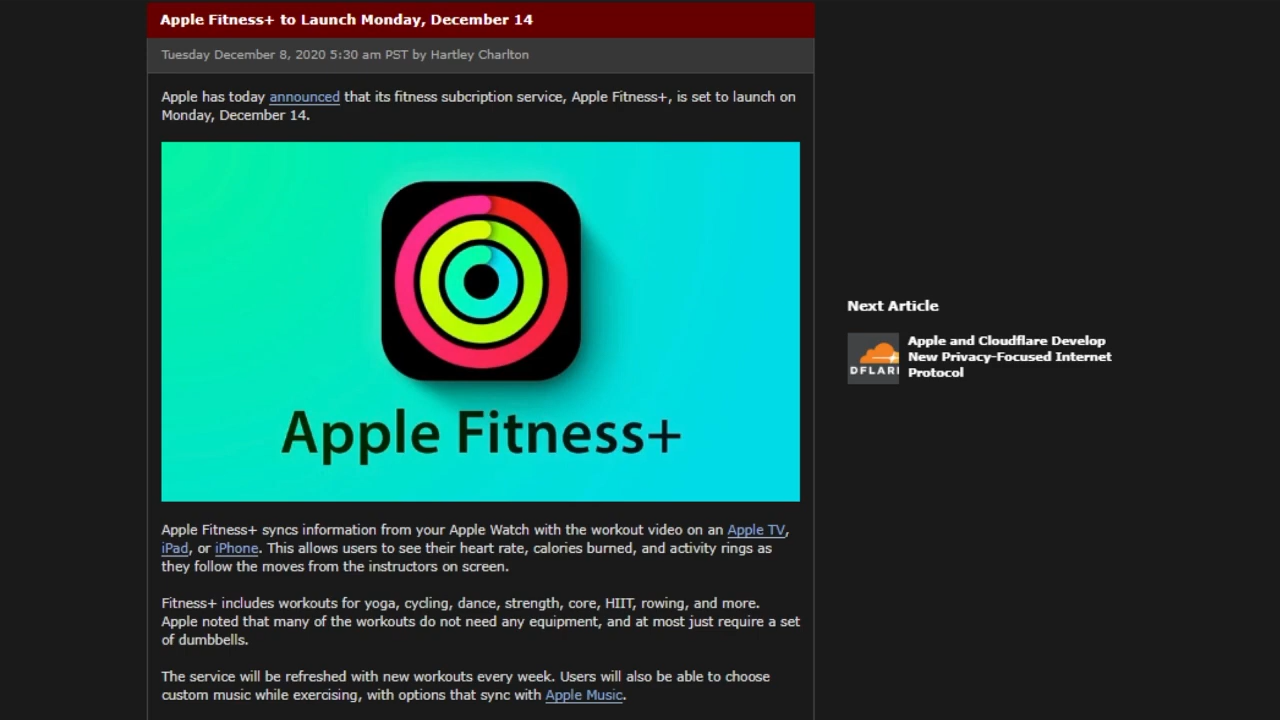 Apple Fitness+ to Launch Monday, December 14
Tuesday December 8, 2020 5:30 am PST by Hartley Charlton
Apple has today announced that its fitness subcription service, Apple Fitness+, is set to launch on
Monday, December 14.
Apple Fitness+
Apple Fitness+ syncs information from your Apple Watch with the workout video on an Apple TV,
iPad, or iPhone. This allows users to see their heart rate, calories burned, and activity rings as
they follow the moves from the instructors on screen.
Fitness+ includes workouts for yoga, cycling, dance, strength, core, HIIT, rowing, and more.
Apple noted that many of the workouts do not need any equipment, and at most just require a set
of dumbbells.
The service will be refreshed with new workouts every week. Users will also be able to choose
custom music while exercising, with options that sync with Apple Music.
Next Article
DFLAR
Apple and Cloudflare Develop
New Privacy-Focused Internet
Protocol